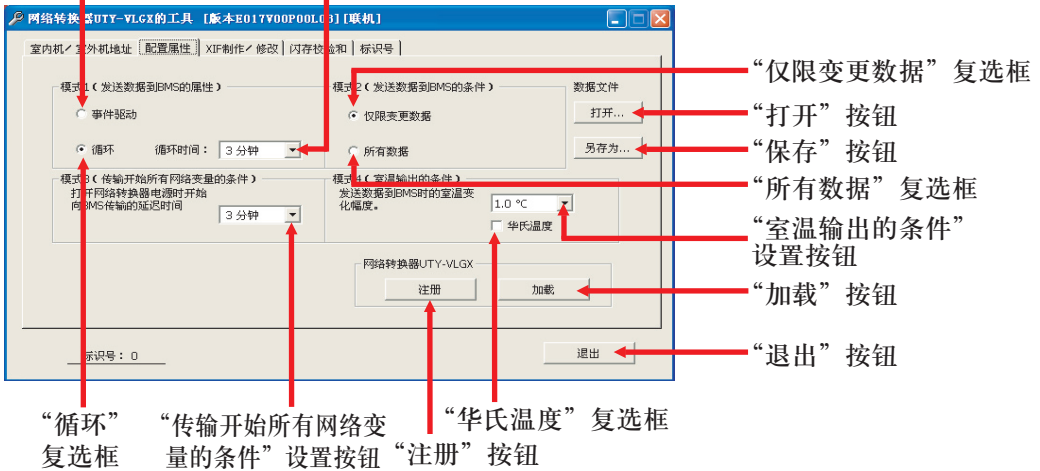 网络转换器UTY-VLGX的工具 [版本E017V00P00L03][联机]
室内机/室外机地址 配置属性 XIF制作/修改 闪存校验和 标识号
模式1(发送数据到BMS的属性)
事件驱动
循环 循环时间: 3 分钟
模式2(发送数据到BMS的条件)
仅限变更数据
所有数据
数据文件
打开...
另存为...
模式3(传输开始所有网络变量的条件)
打开网络转换器电源时开始
向BMS传输的延迟时间
3 分钟
模式4(室温输出的条件)
发送数据到BMS时的室温变
化幅度。
1.0 °C
华氏温度
网络转换器UTY-VLGX
注册 加载
标识号: 0
退出
“仅限变更数据”复选框
“打开”按钮
“保存”按钮
“所有数据”复选框
“室温输出的条件”
设置按钮
“加载”按钮
“退出”按钮
“循环”
复选框
“传输开始所有网络变
量的条件”设置按钮
“华氏温度”复选框
“注册”按钮